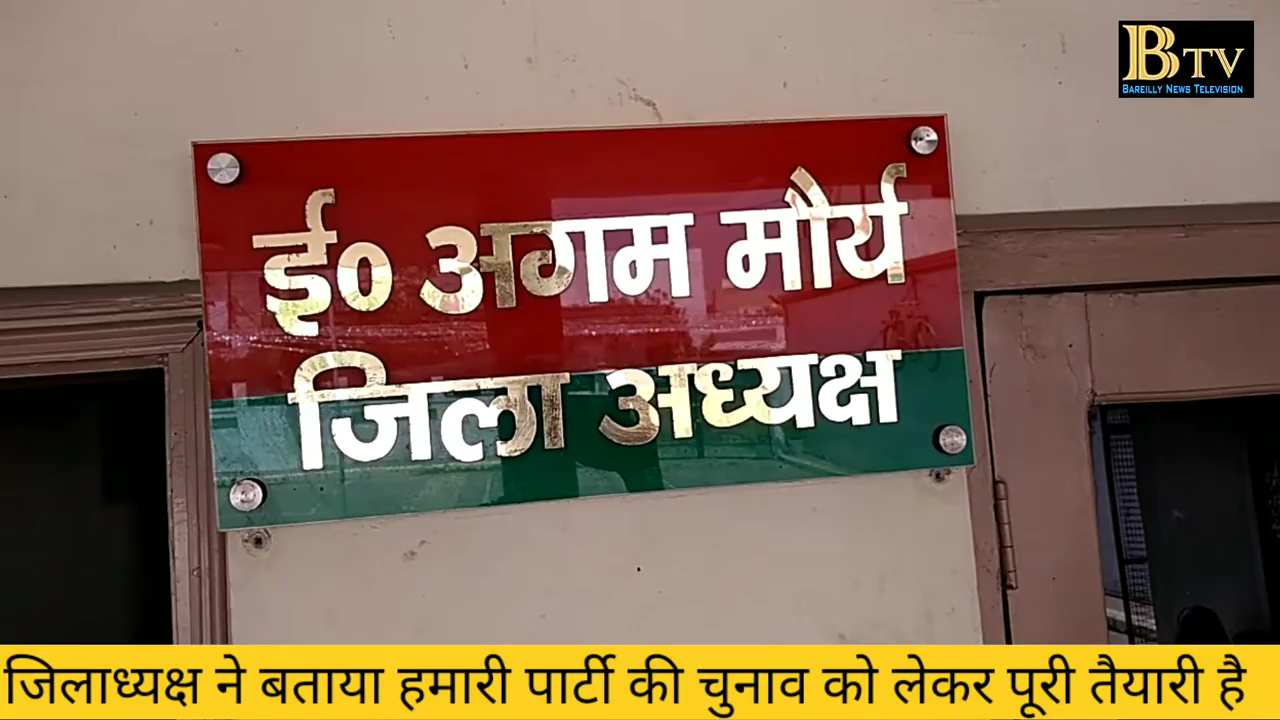 BTV
BAREILLY NEWS TELEVISION
ई० अगम मौर्य
जिला अध्यक्ष
जिलाध्यक्ष ने बताया हमारी पार्टी की चुनाव को लेकर पूरी तैयारी है